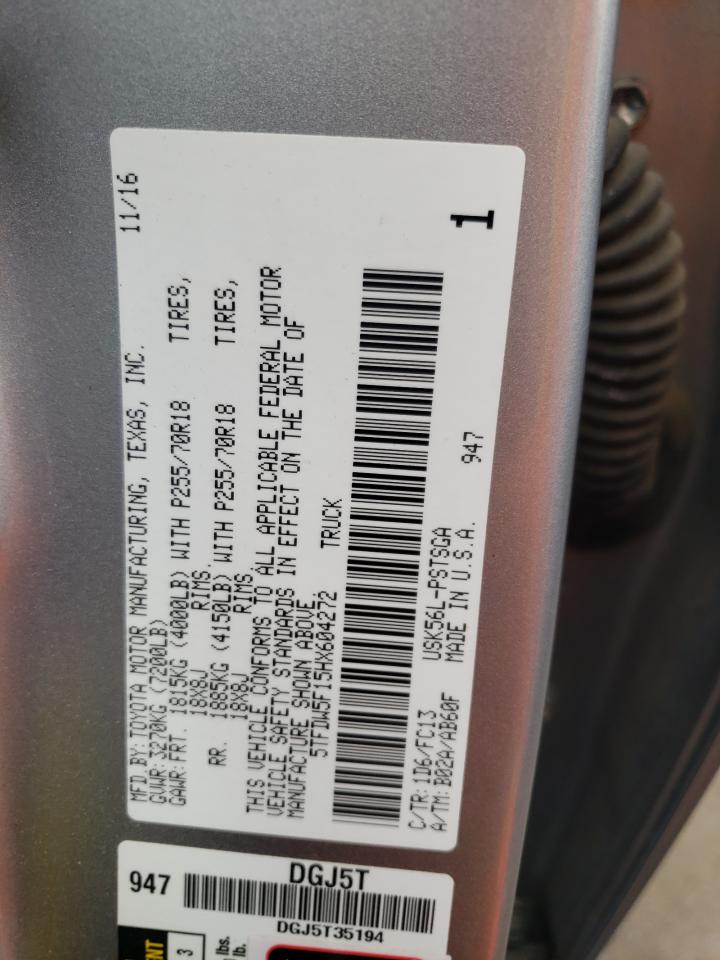 MFD.BY:TOYOTA MOTOR MANUFACTURING, TEXAS, INC. 11/16
GVWR:3270KG (7200LB)
GAWR:FRT. 1815KG (4000LB) WITH P255/70R18 TIRES,
18X8J RIMS,
RR. 1885KG (4150LB) WITH P255/70R18 TIRES,
18X8J RIMS,
THIS VEHICLE CONFORMS TO ALL APPLICABLE FEDERAL MOTOR
VEHICLE SAFETY STANDARDS IN EFFECT ON THE DATE OF
MANUFACTURE SHOWN ABOVE.
5TFDW5F15HX604272 TRUCK
C/TR: 1D6/FC13 USK56L-PSTSGA 947 1
A/TM: B02A/AB60F MADE IN U.S.A.
947
DGJ5T
DGJ5T35194
3
lbs.
lb.